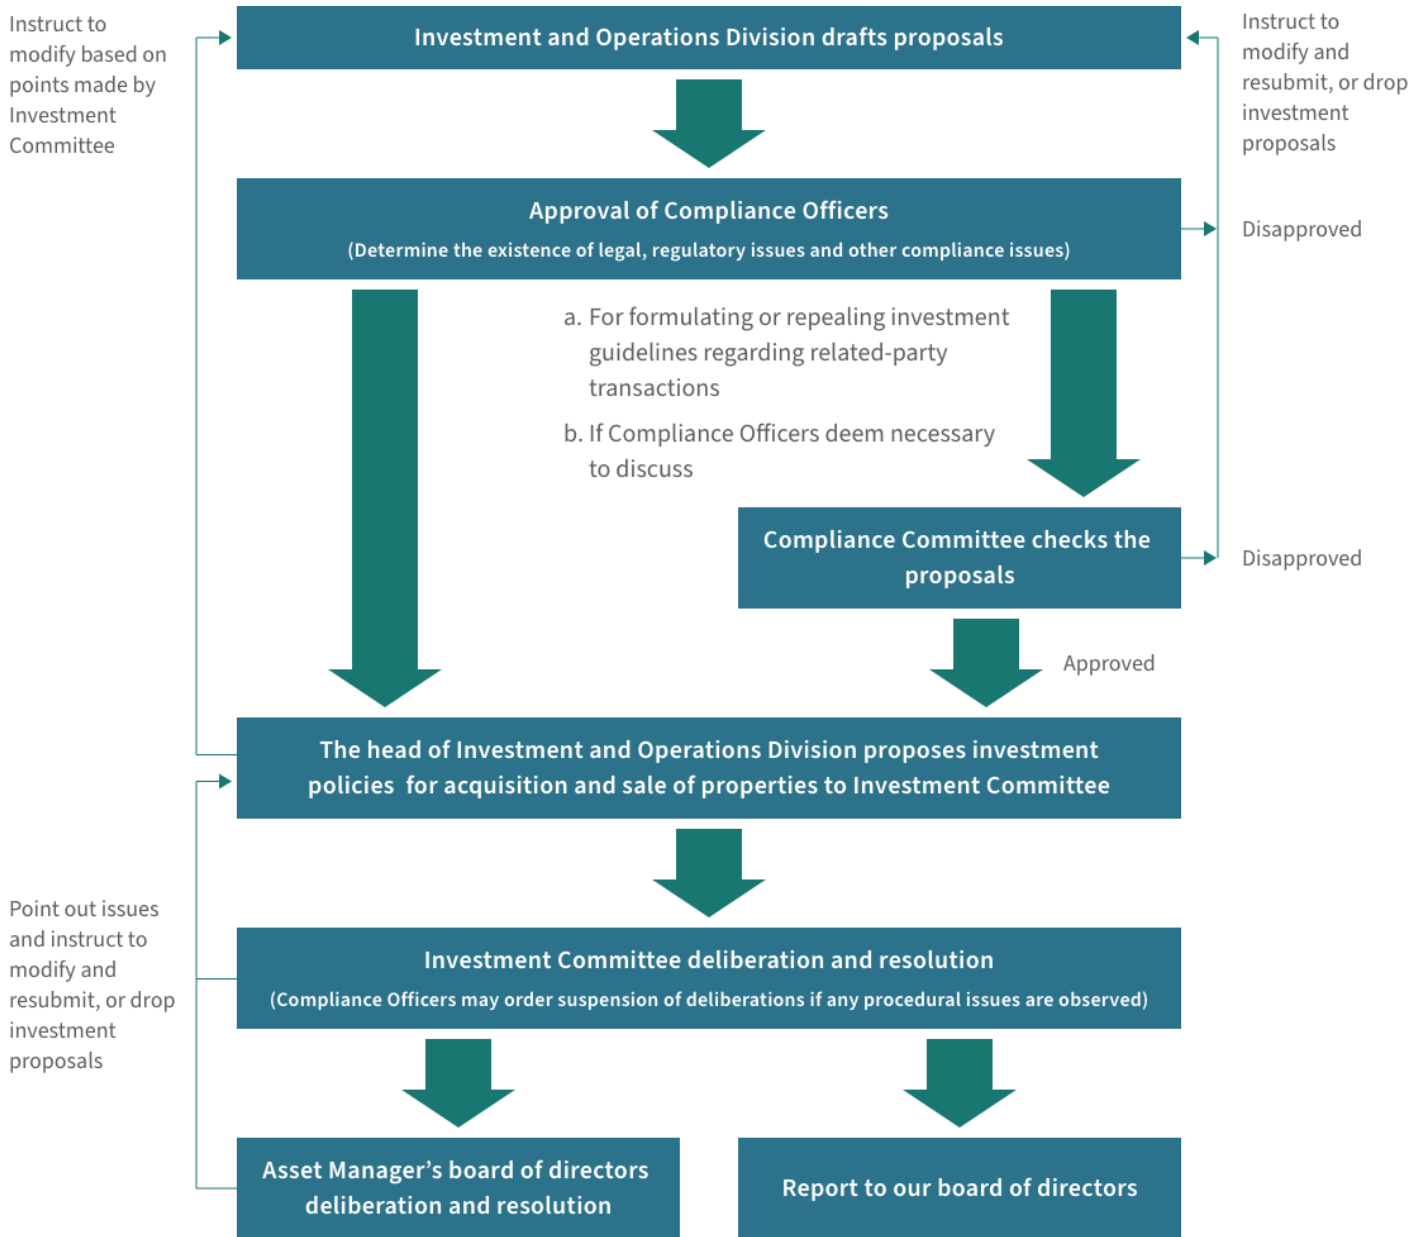 Instruct to
modify based on
points made by
Investment
Committee
Investment and Operations Division drafts proposals
Instruct to
modify and
resubmit, or drop
investment
proposals
Approval of Compliance Officers
(Determine the existence of legal, regulatory issues and other compliance issues)
Disapproved
a. For formulating or repealing investment
guidelines regarding related-party
transactions
b. If Compliance Officers deem necessary
to discuss
Compliance Committee checks the
proposals
Disapproved
Approved
The head of Investment and Operations Division proposes investment
policies for acquisition and sale of properties to Investment Committee
Point out issues
and instruct to
modify and
resubmit, or drop
investment
proposals
Investment Committee deliberation and resolution
(Compliance Officers may order suspension of deliberations if any procedural issues are observed)
Asset Manager’s board of directors
deliberation and resolution
Report to our board of directors